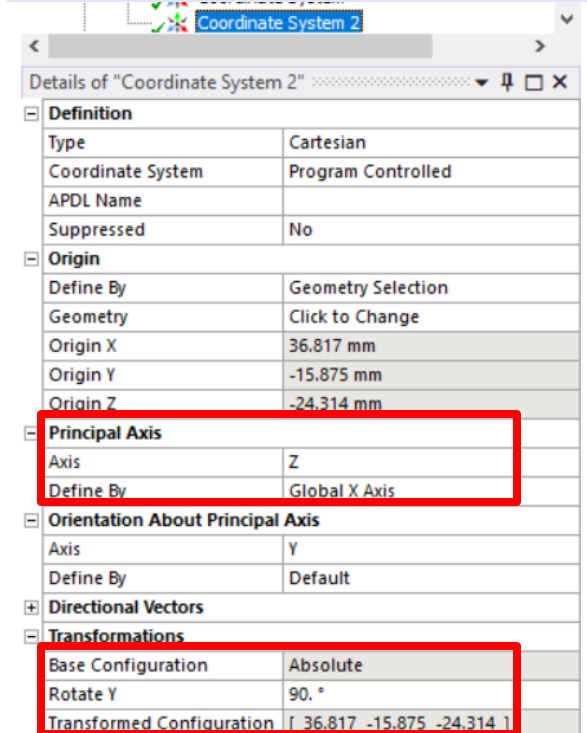 Coordinate System
Coordinate System 2
Details of "Coordinate System 2"
Definition
Type Cartesian
Coordinate System Program Controlled
APDL Name
Suppressed No
Origin
Define By Geometry Selection
Geometry Click to Change
Origin X 36.817 mm
Origin Y -15.875 mm
Origin Z -24.314 mm
Principal Axis
Axis Z
Define By Global X Axis
Orientation About Principal Axis
Axis Y
Define By Default
Directional Vectors
Transformations
Base Configuration Absolute
Rotate Y 90. °
Transformed Configuration [ 36.817 -15.875 -24.314 ]